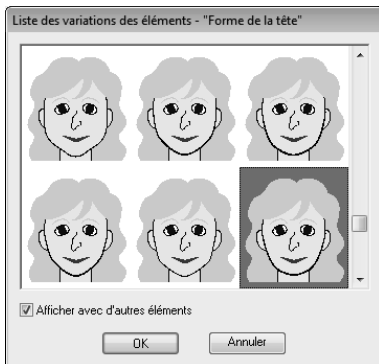 Liste des variations des éléments - "Forme de la tête"
Afficher avec d'autres éléments
OK
Annuler